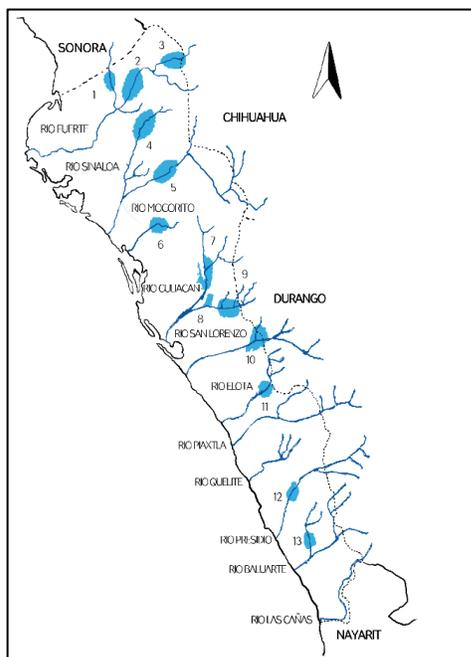 SONORA
3
2
1
CHIHUAHUA
RIO FUERTE
4
RIO SINALOA
5
RIO MOCORITO
6
7
9
RIO CULIACAN
DURANGO
8
RIO SAN LORENZO
10
RIO ELOTA
11
RIO PIAXTLA
RIO QUELITE
12
RIO PRESIDIO
13
RIO BALUARTE
RIO LAS CAÑAS
NAYARIT